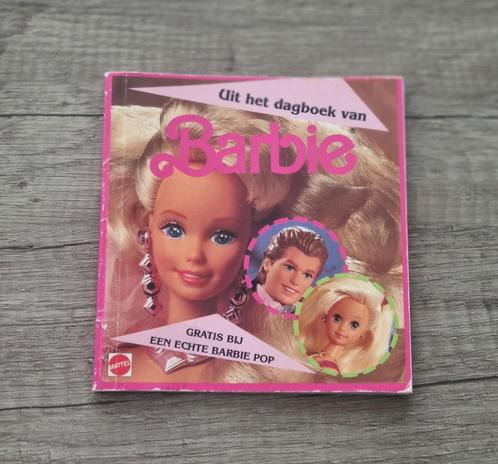 Uit het dagboek van
Barbie
GRATIS BIJ
EEN ECHTE BARBIE POP
MATTEL